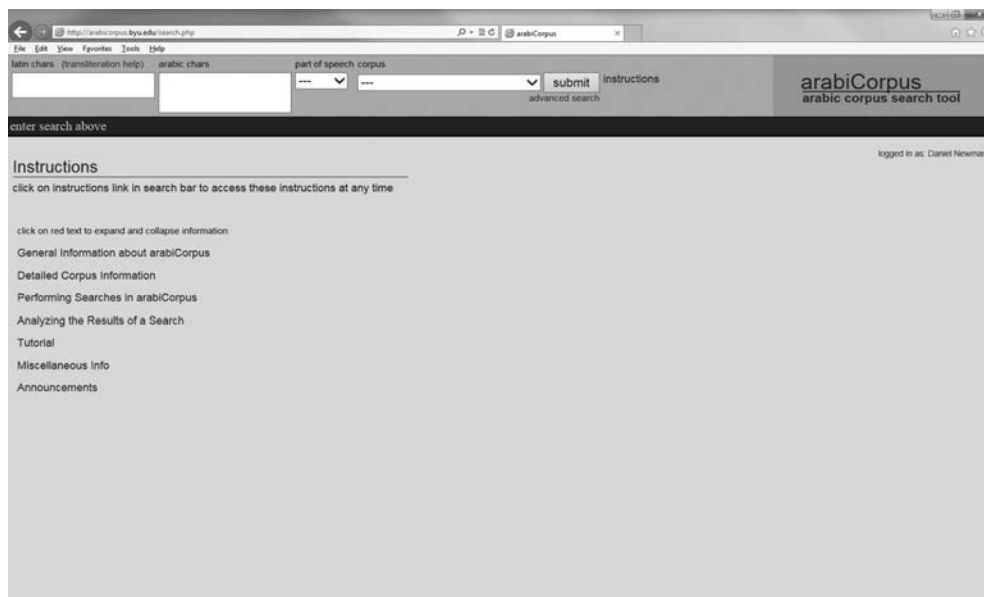 http://arabicorpus.byu.edu/search.php
arabiCorpus
File Edit View Favorites Tools Help
latin chars (transliteration help) arabic chars part of speech corpus
--- --- submit instructions
advanced search
arabiCorpus
arabic corpus search tool
enter search above
logged in as: Daniel Newman
Instructions
click on instructions link in search bar to access these instructions at any time
click on red text to expand and collapse information
General Information about arabiCorpus
Detailed Corpus Information
Performing Searches in arabiCorpus
Analyzing the Results of a Search
Tutorial
Miscellaneous Info
Announcements